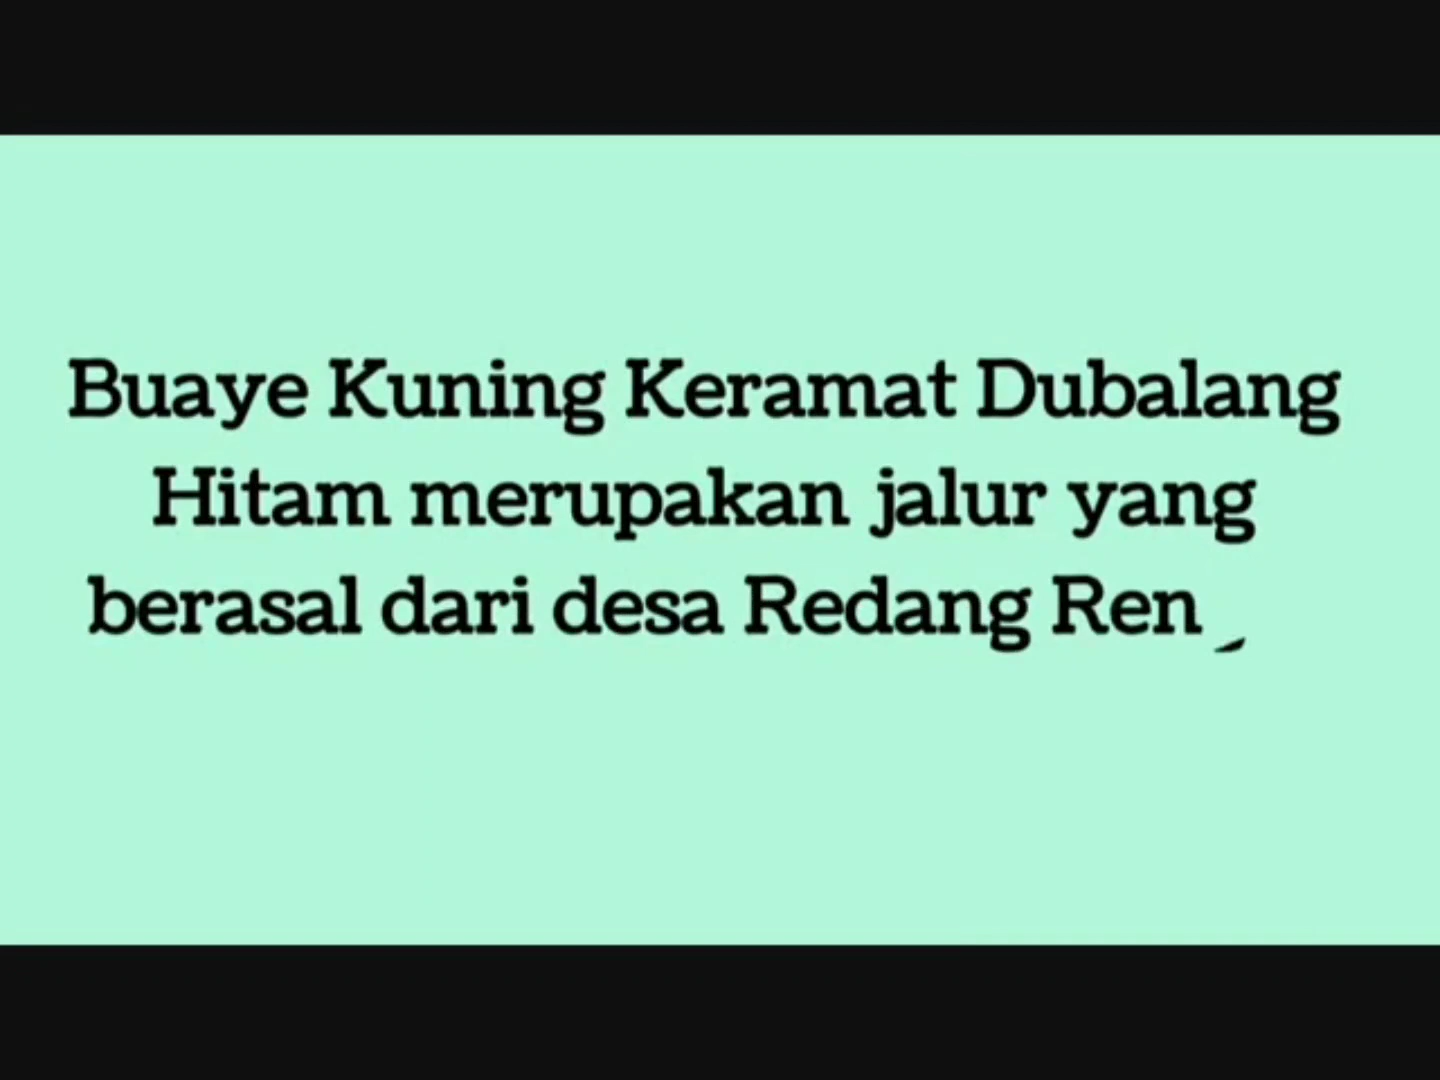 Buaye Kuning Keramat Dubalang
Hitam merupakan jalur yang
berasal dari desa Redang Ren